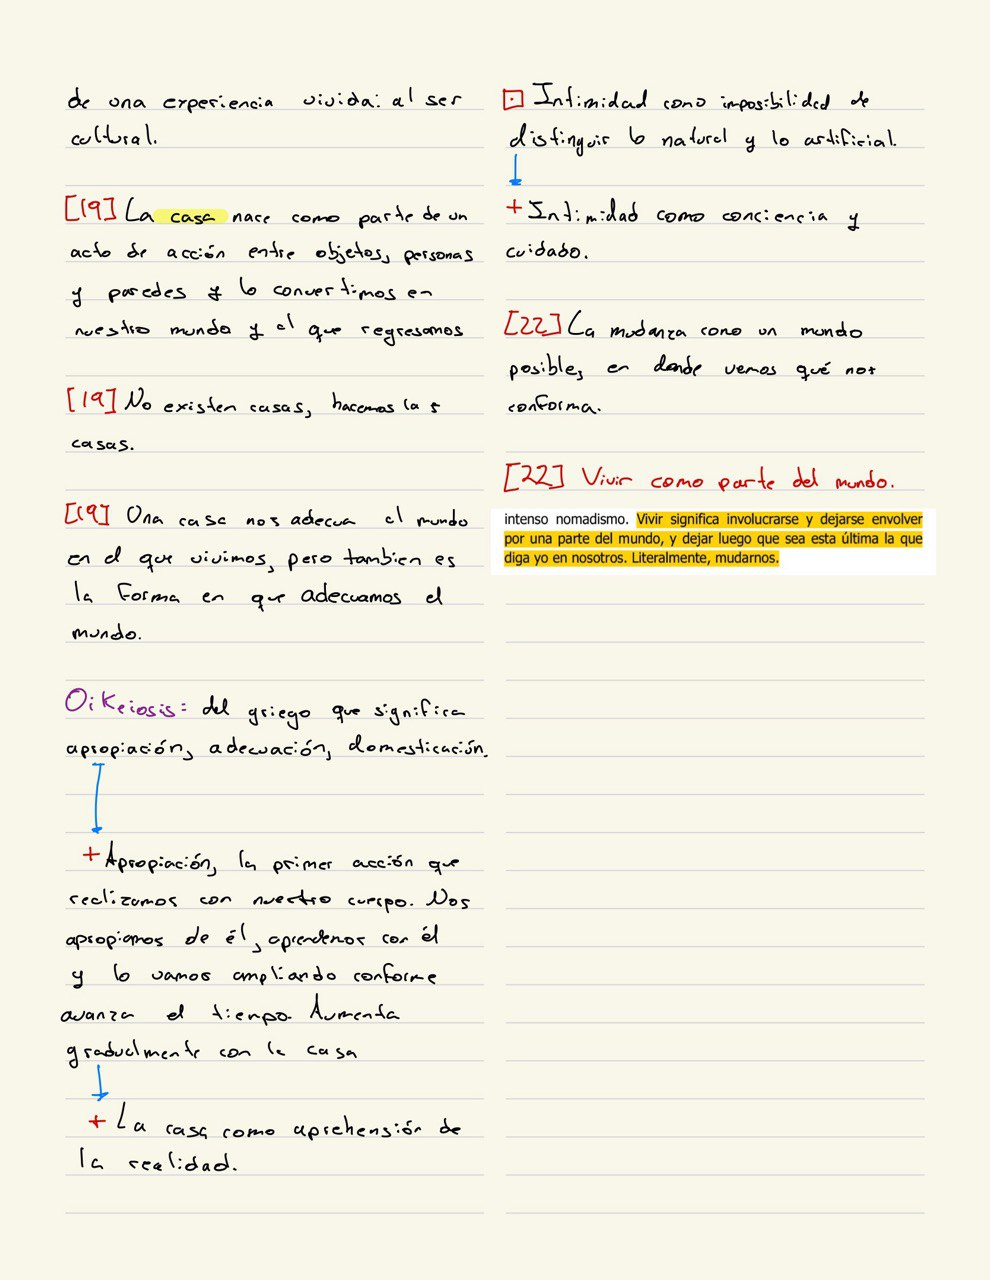 de una experiencia vivida: al ser
cultural.
[19] La casa nace como parte de un
acto de acción entre objetos, personas
y paredes y lo convertimos en
nuestro mundo y al que regresamos
[19] No existen casas, hacemos las
casas.
[19] Una casa nos adecua al mundo
en el que vivimos, pero tambien es
la forma en que adecuamos el
mundo.
Oikeiosis: del griego que significa
apropiación, adecuación, domesticación.
+ Apropiación, la primer acción que
realizamos con nuestro cuerpo. Nos
apropiamos de él, aprendemos con él
y lo vamos ampliando conforme
avanza el tiempo. Aumenta
gradualmente con la casa
+ La casa como aprehensión de
la realidad.
Intimidad como imposibilidad de
distinguir lo natural y lo artificial.
+ Intimidad como conciencia y
cuidado.
[22] La mudanza como un mundo
posible, en donde vemos qué nos
conforma.
[22] Vivir como parte del mundo.
intenso nomadismo. Vivir significa involucrarse y dejarse envolver
por una parte del mundo, y dejar luego que sea esta última la que
diga yo en nosotros. Literalmente, mudarnos.